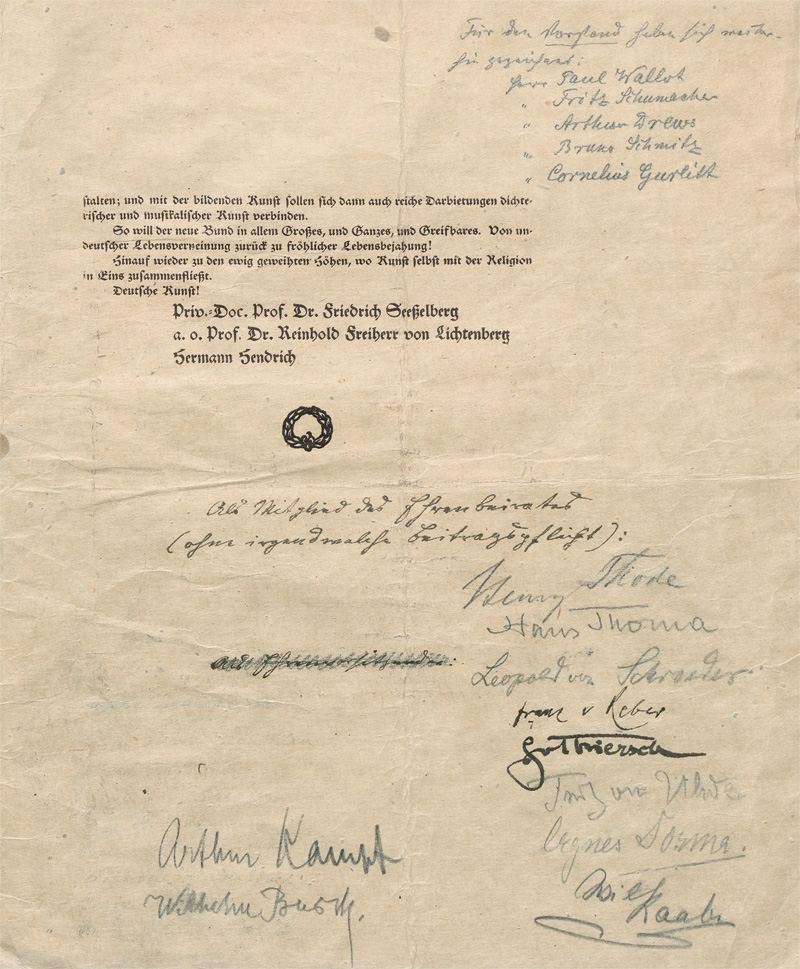 Für den Vorstand haben sich weiter-
hin gezeichnet:
Herr Paul Wallot
" Fritz Schumacher
" Arthur Drews
" Bruno Schmitz
" Cornelius Gurlitt
stalten; und mit der bildenden Kunst sollen sich dann auch reiche Darbietungen dichte-
rischer und musikalischer Kunst verbinden.
So will der neue Bund in allem Großes, und Ganzes, und Greifbares. Von un-
deutscher Lebensverneinung zurück zu fröhlicher Lebensbejahung!
Hinauf wieder zu den ewig geweihten Höhen, wo Kunst selbst mit der Religion
in Eins zusammenfließt.
Deutsche Kunst!
Priv.-Doc. Prof. Dr. Friedrich Seeßelberg
a. o. Prof. Dr. Reinhold Freiherr von Lichtenberg
Hermann Hendrich
Als Mitglied des Ehrenbeirates
(ohne irgendwelche Beitragspflicht):
Henry Thode
Hans Thoma
Leopold von Schroeder
franz v Reber
Fritz von Uhde
Agnes Sorma.
Arthur Kampf
Wilhelm Busch.
Wilh Raabe